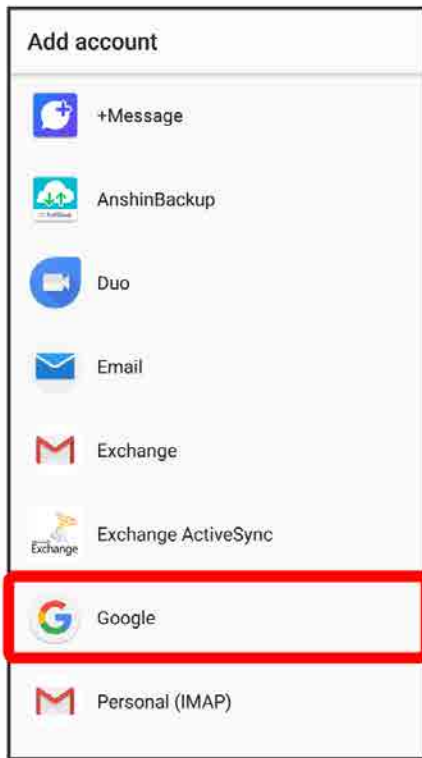 Add account
+Message
AnshinBackup
Duo
Email
Exchange
Exchange
Exchange ActiveSync
Google
Personal (IMAP)